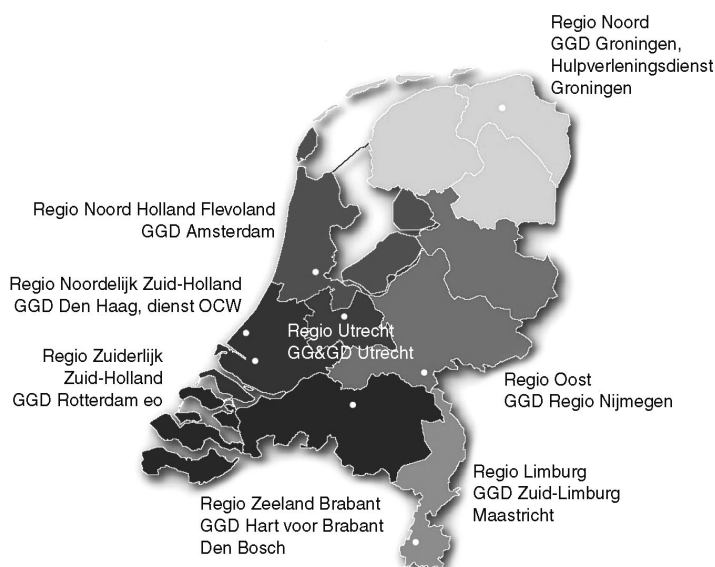 Regio Noord
GGD Groningen,
Hulpverleningsdienst
Groningen
Regio Noord Holland Flevoland
GGD Amsterdam
Regio Noordelijk Zuid-Holland
GGD Den Haag, dienst OCW
Regio Utrecht
GG&GD Utrecht
Regio Zuiderlijk
Zuid-Holland
GGD Rotterdam eo
Regio Oost
GGD Regio Nijmegen
Regio Limburg
GGD Zuid-Limburg
Maastricht
Regio Zeeland Brabant
GGD Hart voor Brabant
Den Bosch